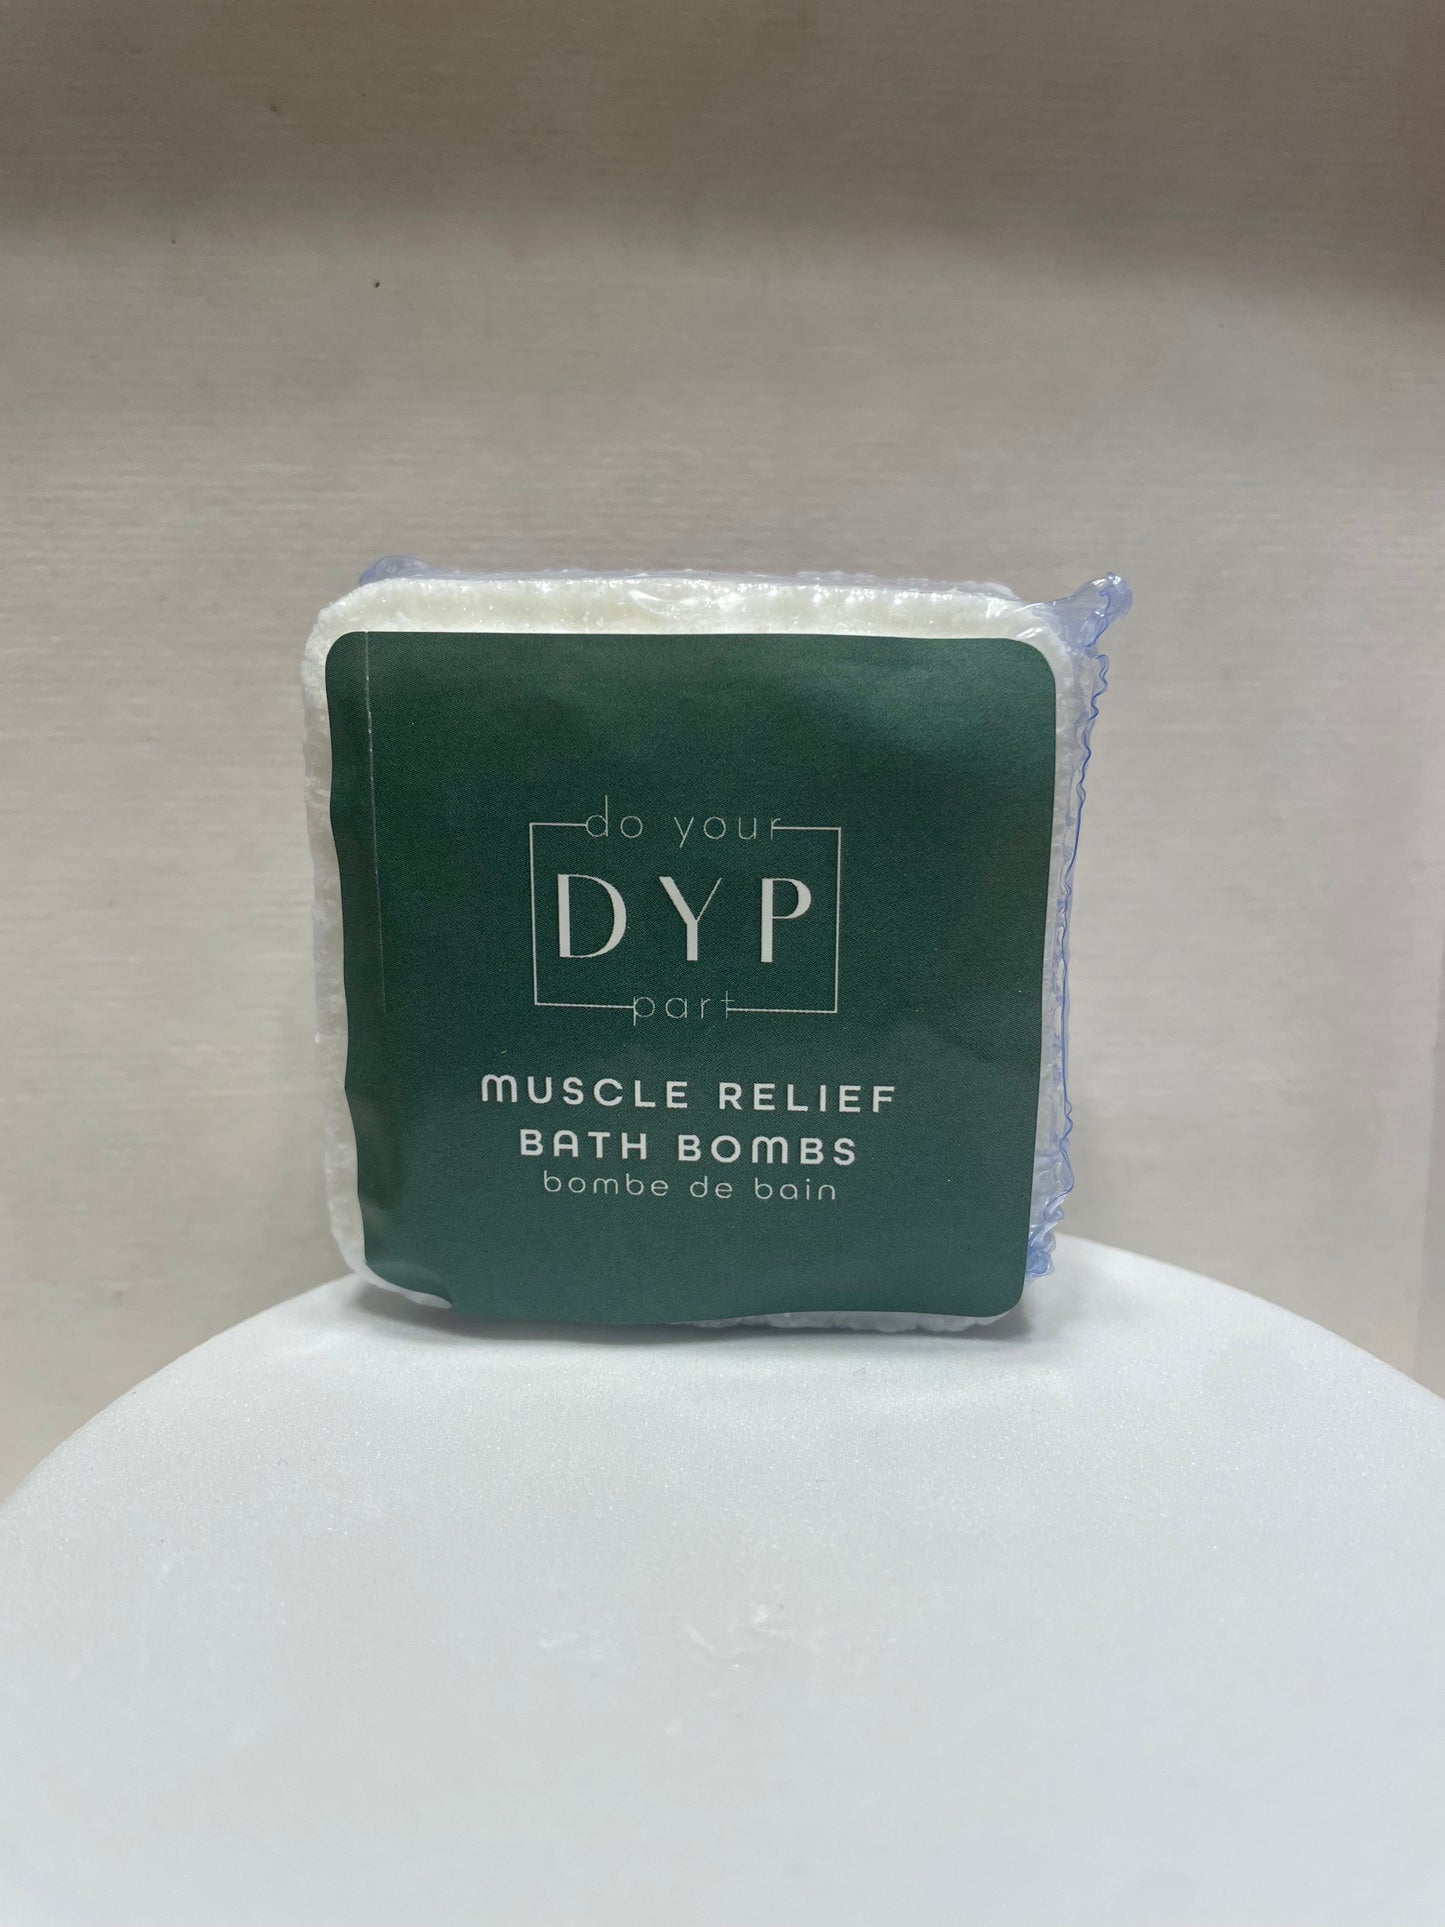 do your
DYP
part
MUSCLE RELIEF
BATH BOMBS
bombe de bain